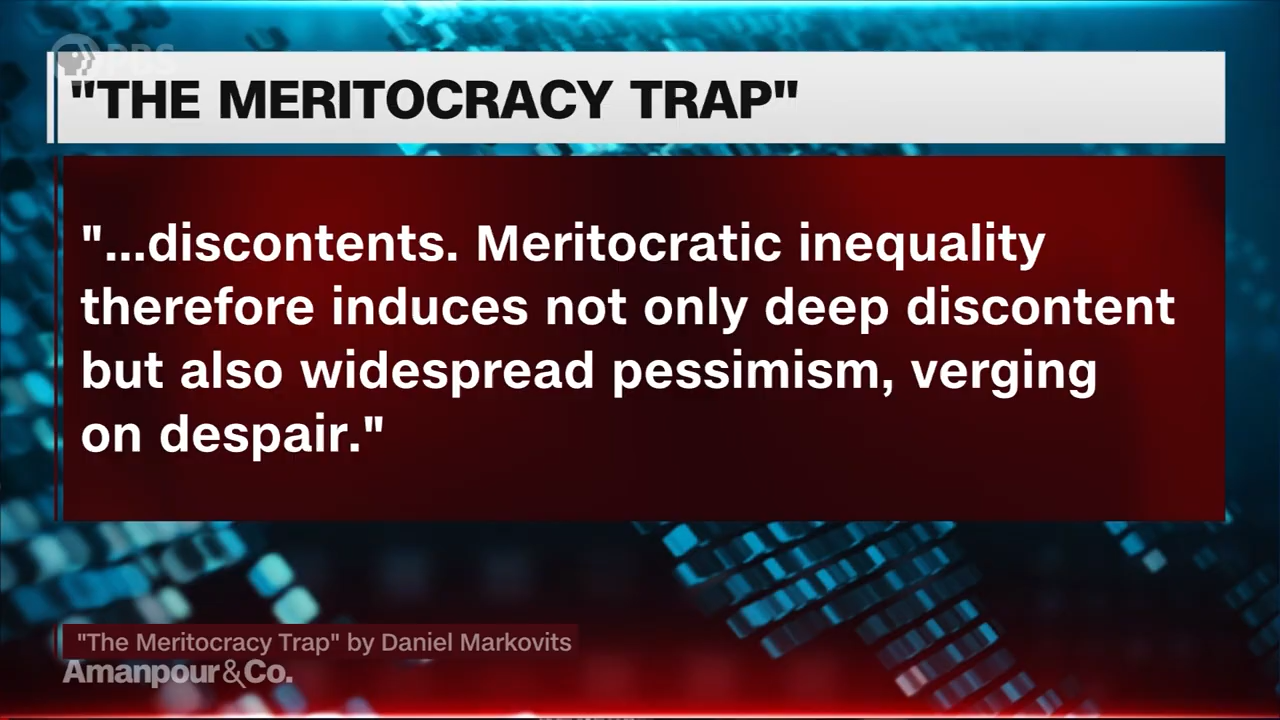 PBS
"THE MERITOCRACY TRAP"
"...discontents. Meritocratic inequality
therefore induces not only deep discontent
but also widespread pessimism, verging
on despair."
"The Meritocracy Trap" by Daniel Markovits
Amanpour&Co.